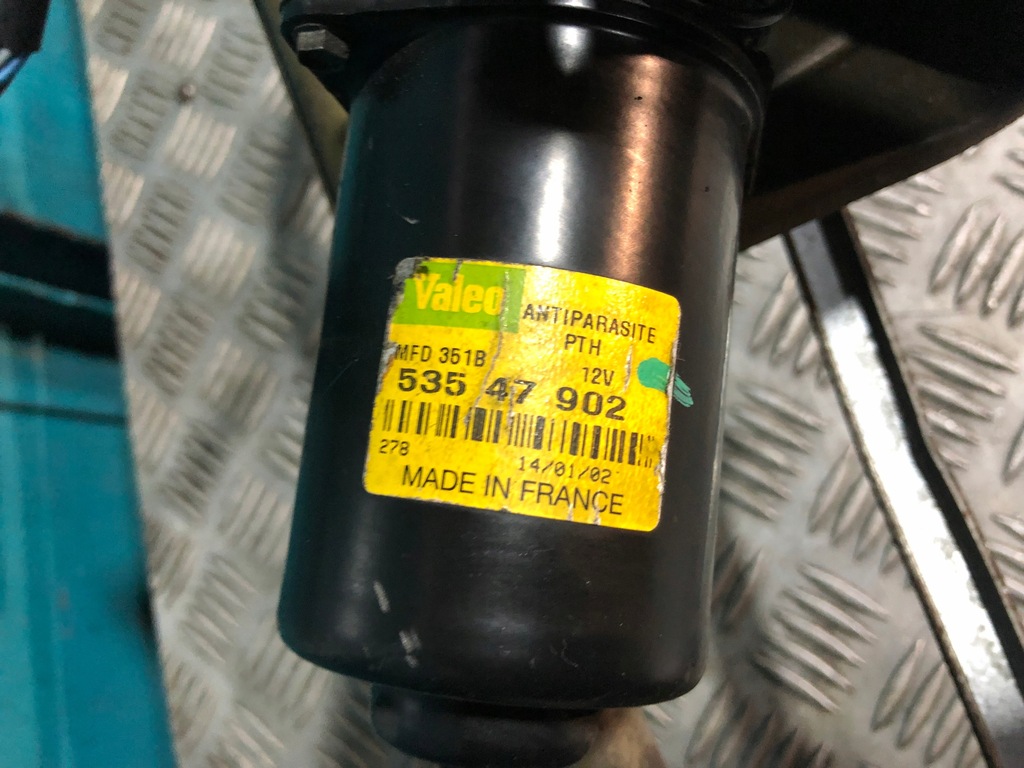 Valeo
ANTIPARASITE
PTH
MFD 351B
12V
535 47 902
278
14/01/02
MADE IN FRANCE